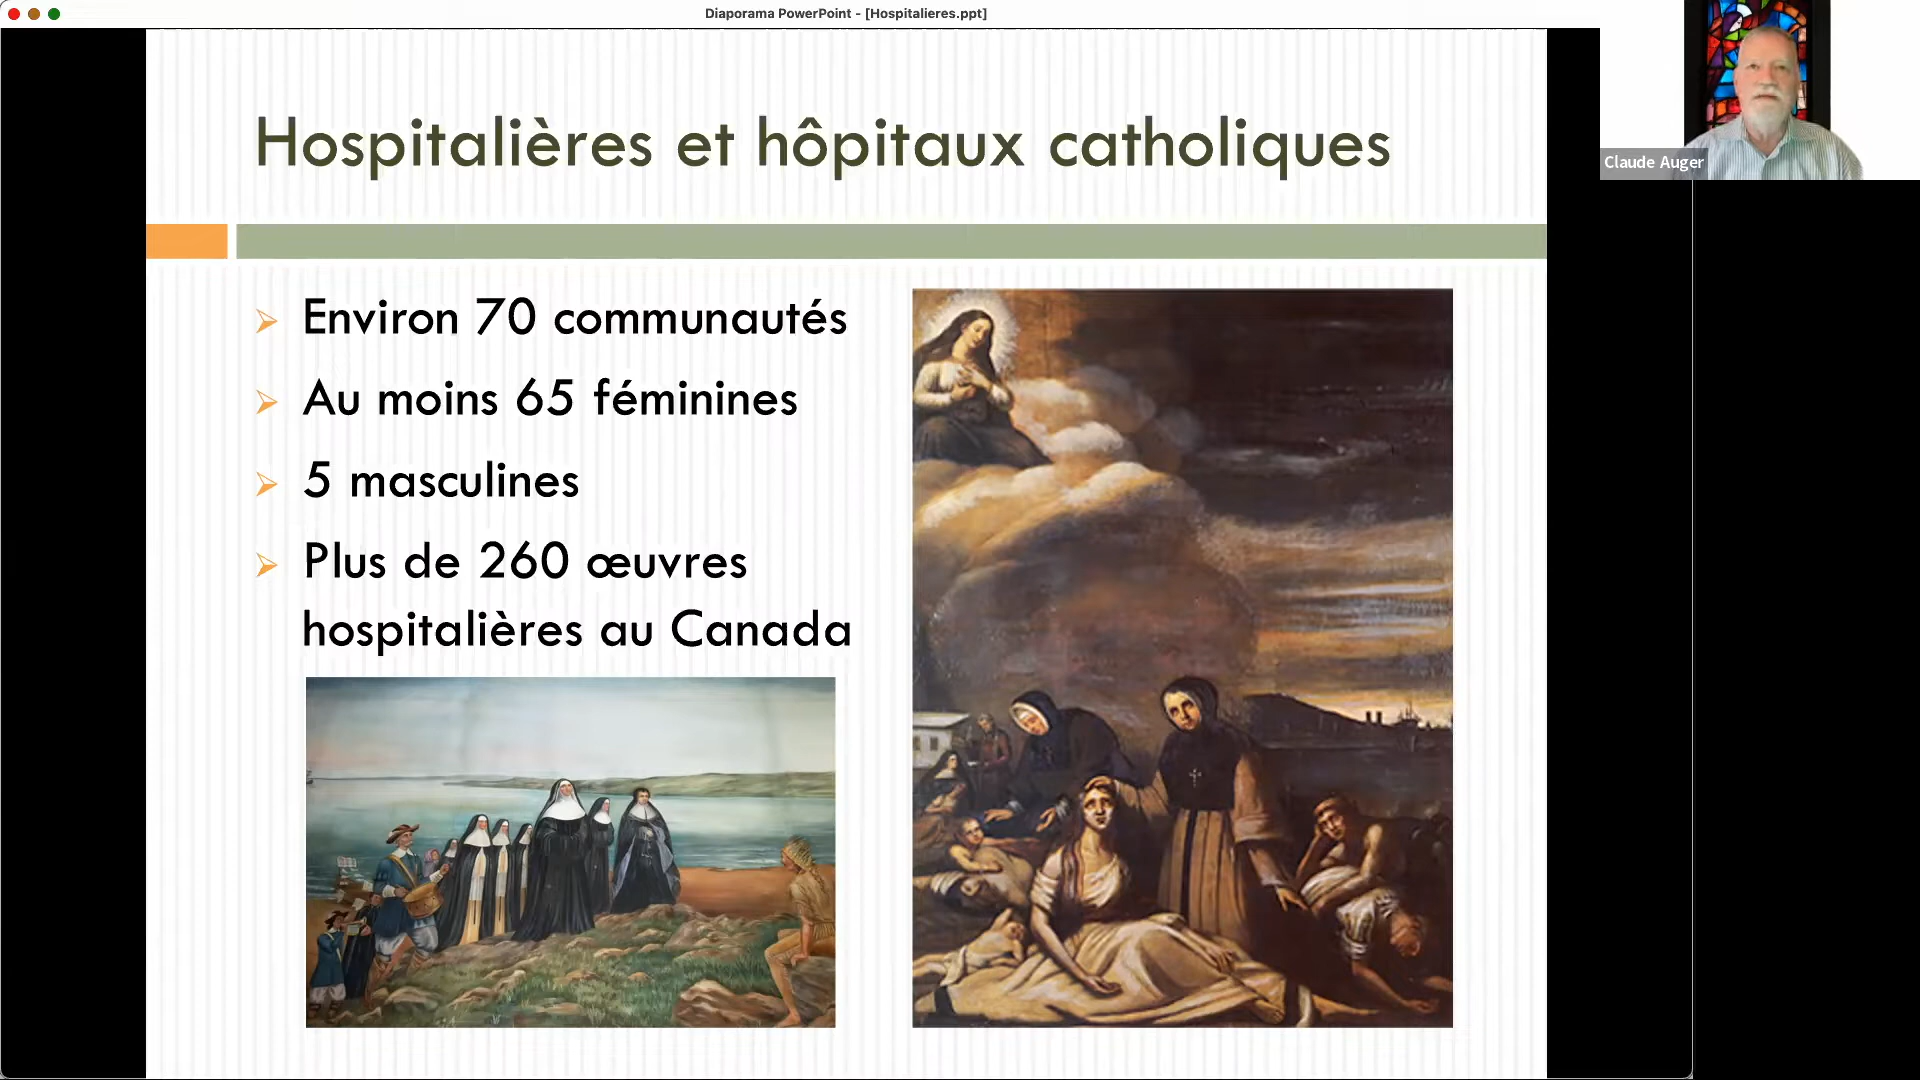 Diaporama PowerPoint - [Hospitalieres.ppt]
Claude Auger
Hospitalières et hôpitaux catholiques
Environ 70 communautés
Au moins 65 féminines
5 masculines
Plus de 260 œuvres
hospitalières au Canada